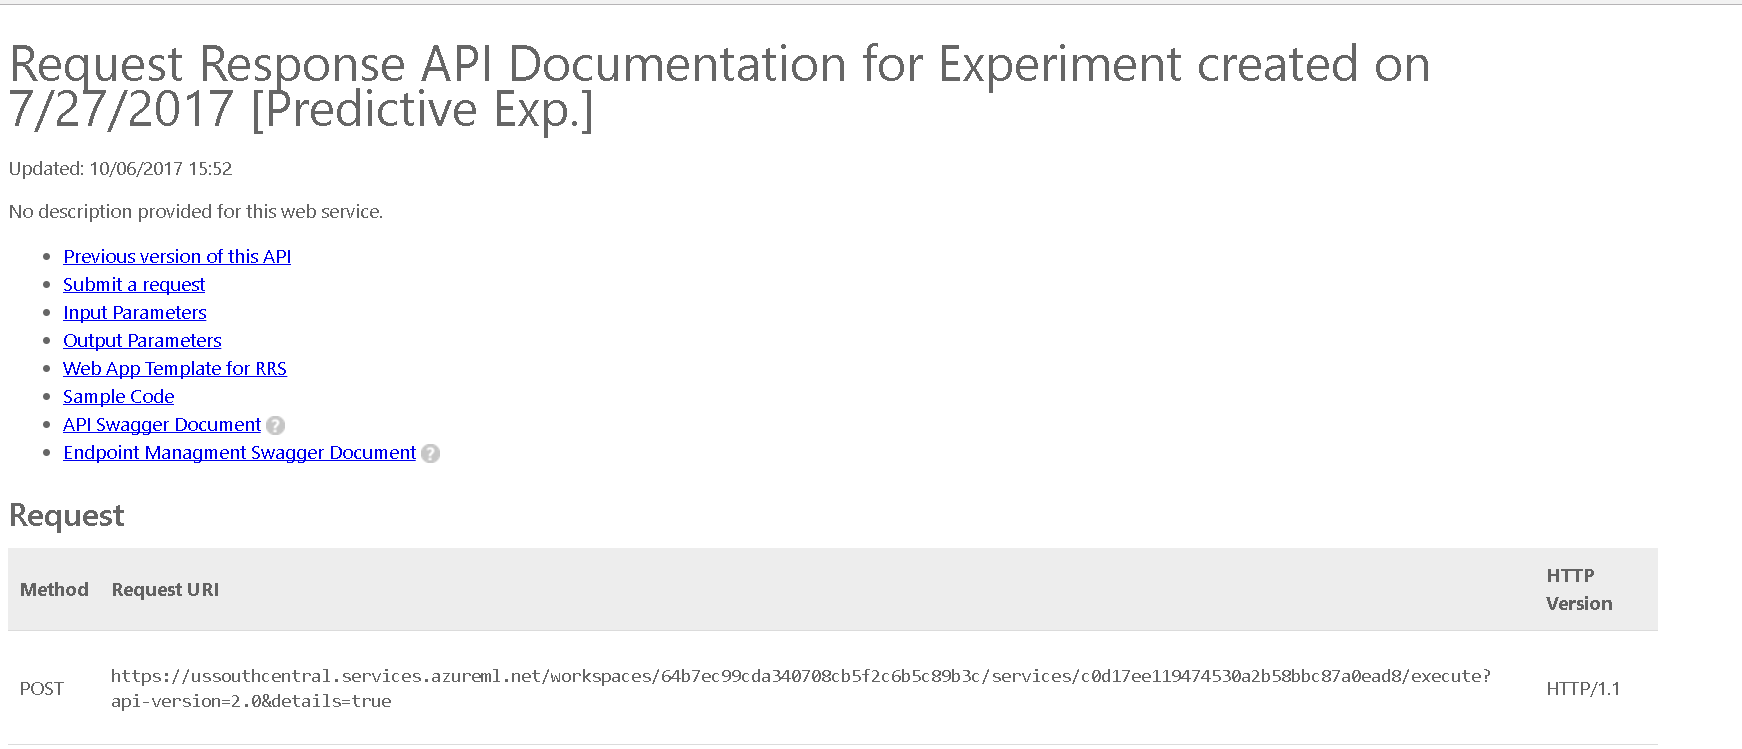 Request Response API Documentation for Experiment created on
7/27/2017 [Predictive Exp.]
Updated: 10/06/2017 15:52
No description provided for this web service.
Previous version of this API
Submit a request
Input Parameters
Output Parameters
Web App Template for RRS
Sample Code
API Swagger Document ?
Endpoint Managment Swagger Document ?
Request
Method Request URI HTTP
Version
POST https://ussouthcentral.services.azureml.net/workspaces/64b7ec99cda340708cb5f2c6b5c89b3c/services/c0d17ee119474530a2b58bbc87a0ead8/execute?
api-version=2.0&details=true HTTP/1.1